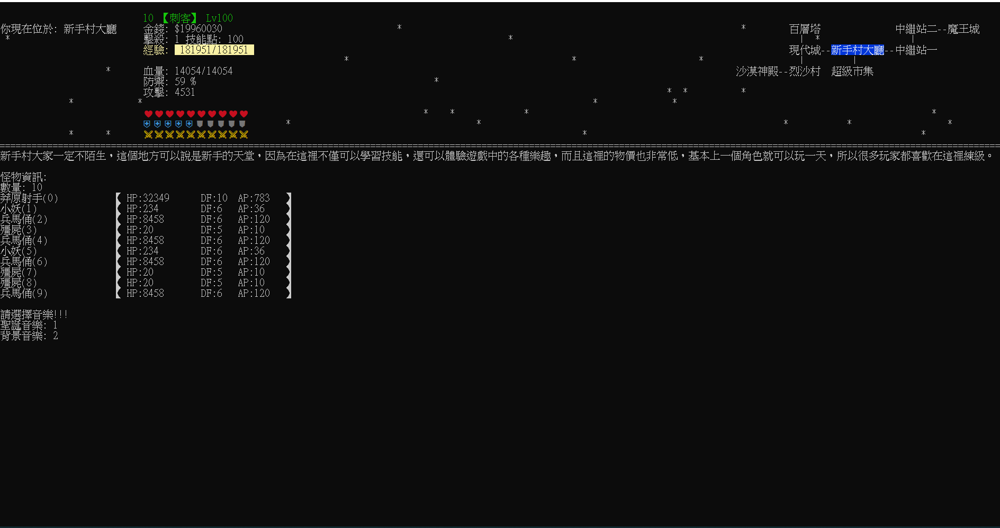 10 【刺客】 Lv100
你現在位於: 新手村大廳 金錢: $19960030 * * 百層塔 中繼站二--魔王城
* 擊殺: 1 技能點: 100 * | * |
經驗: 181951/181951 現代城--新手村大廳--中繼站一
* * * | |
* 血量: 14054/14054 沙漠神殿--烈沙村 超級市集
防禦: 59 % *
攻擊: 4531 * * *
* * * *
* * * *
* * * * *
* * * *
=============================================================================================================================================================================================
新手村大家一定不陌生，這個地方可以說是新手的天堂，因為在這裡不僅可以學習技能，還可以體驗遊戲中的各種樂趣，而且這裡的物價也非常低，基本上一個角色就可以玩一天，所以很多玩家都喜歡在這裡練級。
怪物資訊:
數量: 10
莽原射手(0) 【 HP:32349 DF:10 AP:783 】
小妖(1) 【 HP:234 DF:6 AP:36 】
兵馬俑(2) 【 HP:8458 DF:6 AP:120 】
殭屍(3) 【 HP:20 DF:5 AP:10 】
兵馬俑(4) 【 HP:8458 DF:6 AP:120 】
小妖(5) 【 HP:234 DF:6 AP:36 】
兵馬俑(6) 【 HP:8458 DF:6 AP:120 】
殭屍(7) 【 HP:20 DF:5 AP:10 】
殭屍(8) 【 HP:20 DF:5 AP:10 】
兵馬俑(9) 【 HP:8458 DF:6 AP:120 】
請選擇音樂!!!
聖誕音樂: 1
背景音樂: 2